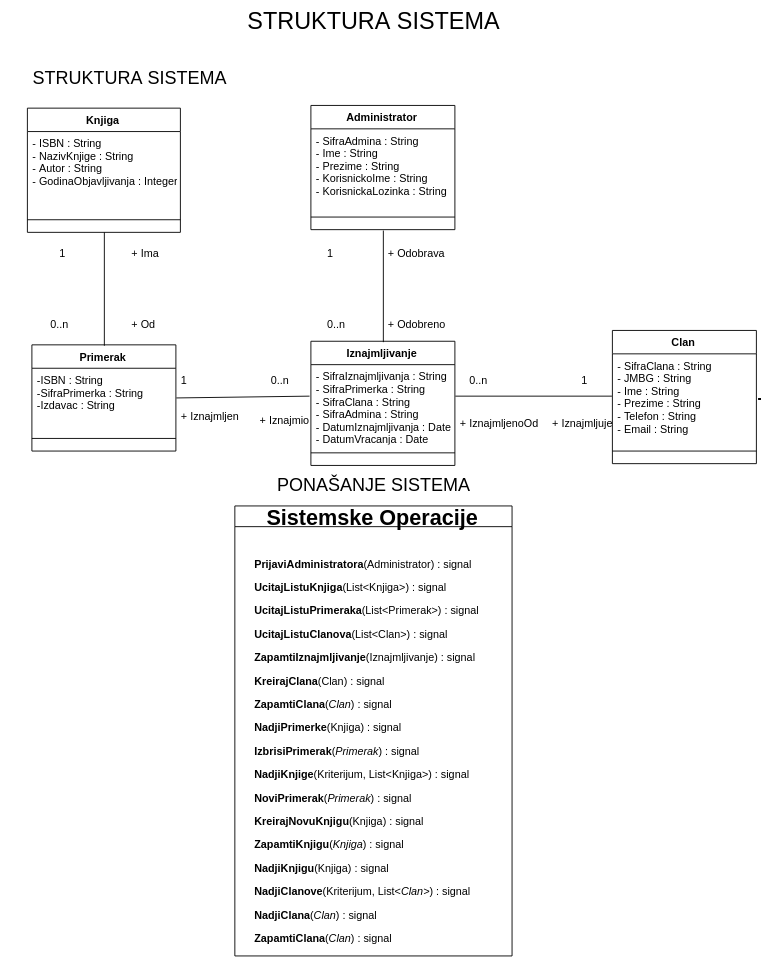 STRUKTURA SISTEMA
STRUKTURA SISTEMA
Knjiga
- ISBN : String
- NazivKnjige : String
- Autor : String
- GodinaObjavljivanja : Integer
Administrator
- SifraAdmina : String
- Ime : String
- Prezime : String
- KorisnickoIme : String
- KorisnickaLozinka : String
1
+ Ima
0..n
+ Od
1
+ Odobrava
0..n
+ Odobreno
Primerak
-ISBN : String
-SifraPrimerka : String
-Izdavac : String
1
0..n
+ Iznajmljen
+ Iznajmio
Iznajmljivanje
- SifraIznajmljivanja : String
- SifraPrimerka : String
- SifraClana : String
- SifraAdmina : String
- DatumIznajmljivanja : Date
- DatumVracanja : Date
0..n
1
+ IznajmljenoOd
+ Iznajmljuje
Clan
- SifraClana : String
- JMBG : String
- Ime : String
- Prezime : String
- Telefon : String
- Email : String
PONAŠANJE SISTEMA
Sistemske Operacije
PrijaviAdministratora(Administrator) : signal
UcitajListuKnjiga(List<Knjiga>) : signal
UcitajListuPrimeraka(List<Primerak>) : signal
UcitajListuClanova(List<Clan>) : signal
ZapamtiIznajmljivanje(Iznajmljivanje) : signal
KreirajClana(Clan) : signal
ZapamtiClana(Clan) : signal
NadjiPrimerke(Knjiga) : signal
IzbrisiPrimerak(Primerak) : signal
NadjiKnjige(Kriterijum, List<Knjiga>) : signal
NoviPrimerak(Primerak) : signal
KreirajNovuKnjigu(Knjiga) : signal
ZapamtiKnjigu(Knjiga) : signal
NadjiKnjigu(Knjiga) : signal
NadjiClanove(Kriterijum, List<Clan>) : signal
NadjiClana(Clan) : signal
ZapamtiClana(Clan) : signal